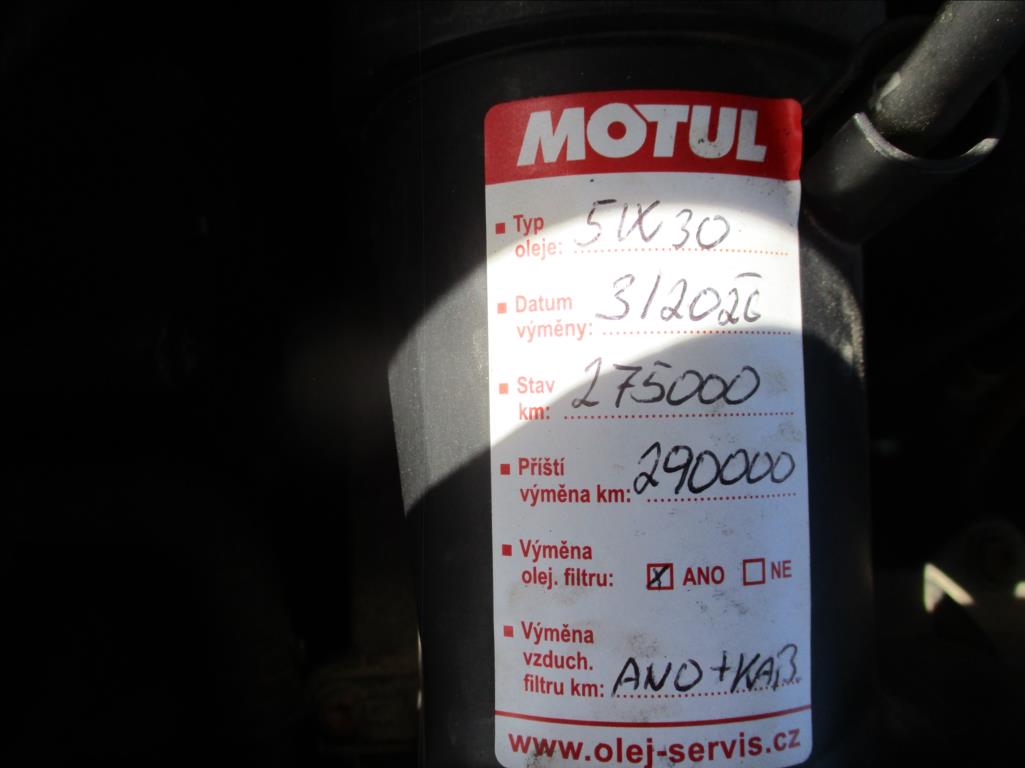 MOTUL
Typ
oleje: 5W30
Datum
výměny: 3/2026
Stav
km: 275000
Příští
výměna km: 290000
Výměna
olej. filtru: X ANO NE
Výměna
vzduch.
filtru km: ANO+KAB.
www.olej-servis.cz